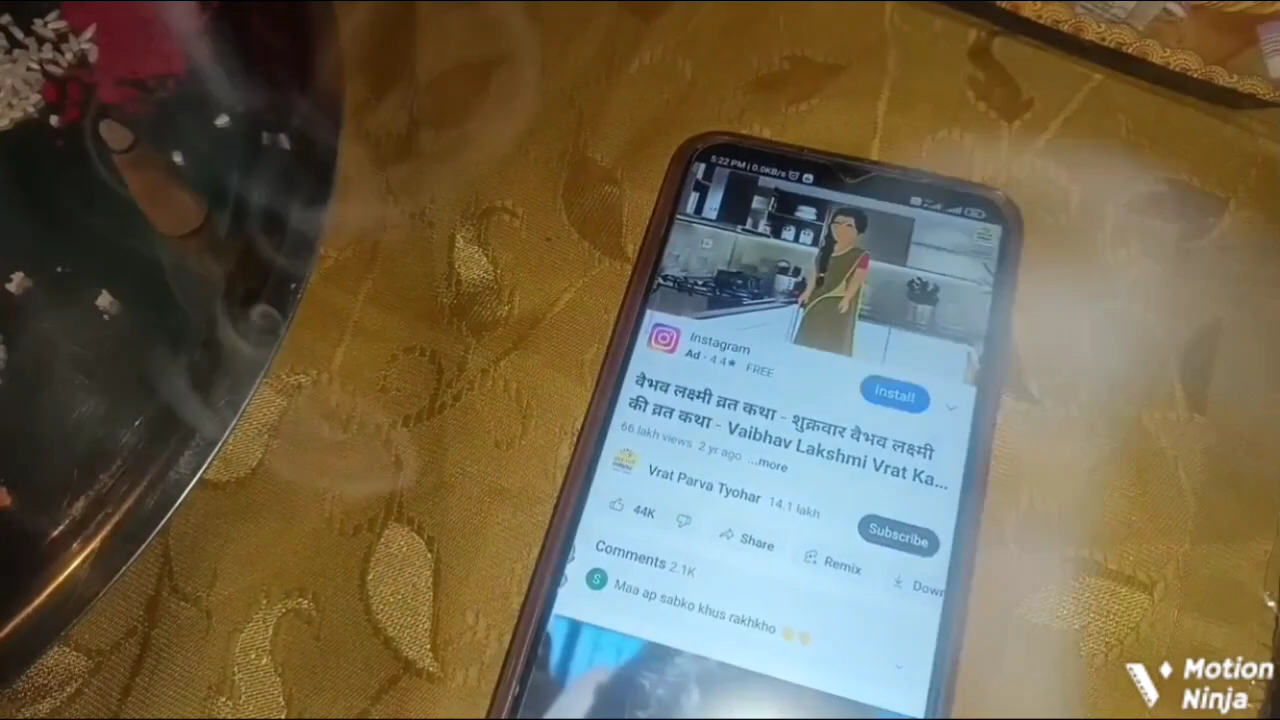 5:22 PM | 0.0KB/s
Instagram
Ad · 4.4★ FREE
Install
वैभव लक्ष्मी व्रत कथा - शुक्रवार वैभव लक्ष्मी
की व्रत कथा - Vaibhav Lakshmi Vrat Ka...
66 lakh views 2 yr ago ...more
Vrat Parva Tyohar 14.1 lakh
Subscribe
44K
Share
Remix
Down
Comments 2.1K
S
Maa ap sabko khus rakhkho
Motion
Ninja